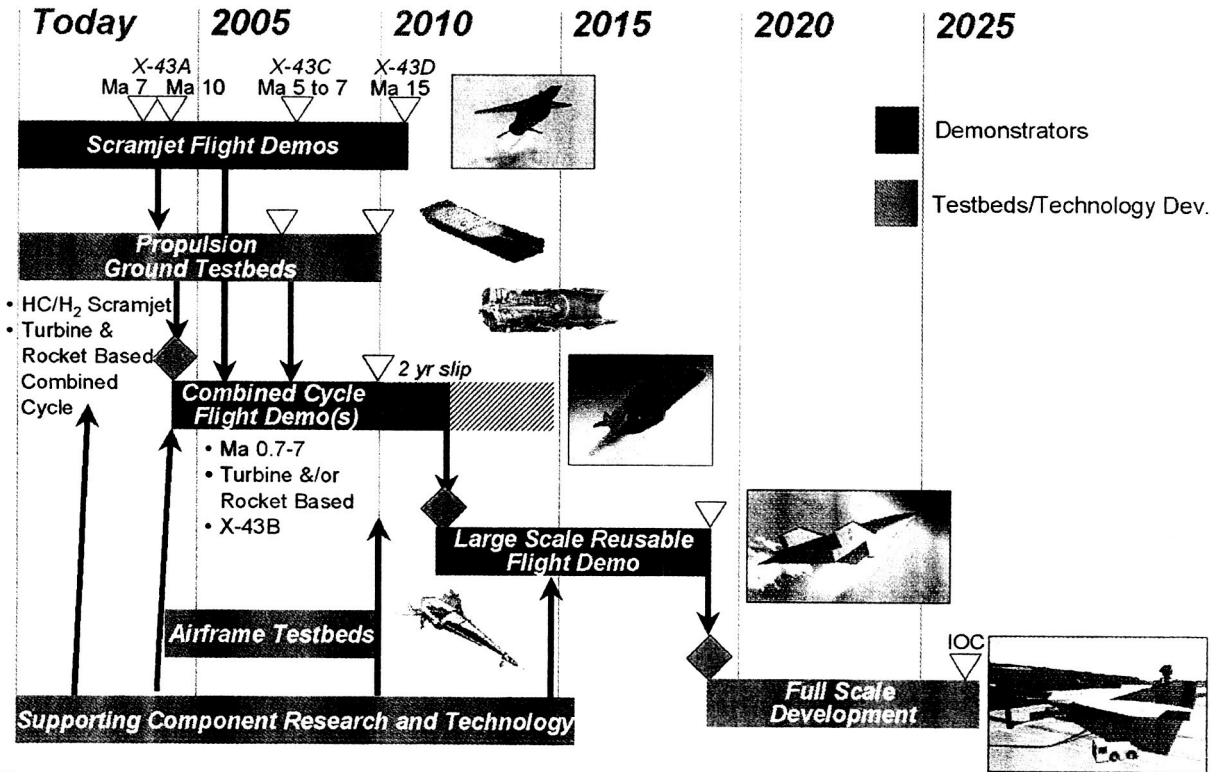 Today
2005
2010
2015
2020
2025
X-43A
Ma 7 Ma 10
X-43C
Ma 5 to 7
X-43D
Ma 15
Scramjet Flight Demos
Demonstrators
Testbeds/Technology Dev.
Propulsion
Ground Testbeds
• HC/H₂ Scramjet
• Turbine &
Rocket Based
Combined
Cycle
2 yr slip
Combined Cycle
Flight Demo(s)
• Ma 0.7-7
• Turbine &/or
Rocket Based
• X-43B
Large Scale Reusable
Flight Demo
Airframe Testbeds
IOC
Full Scale
Development
Supporting Component Research and Technology